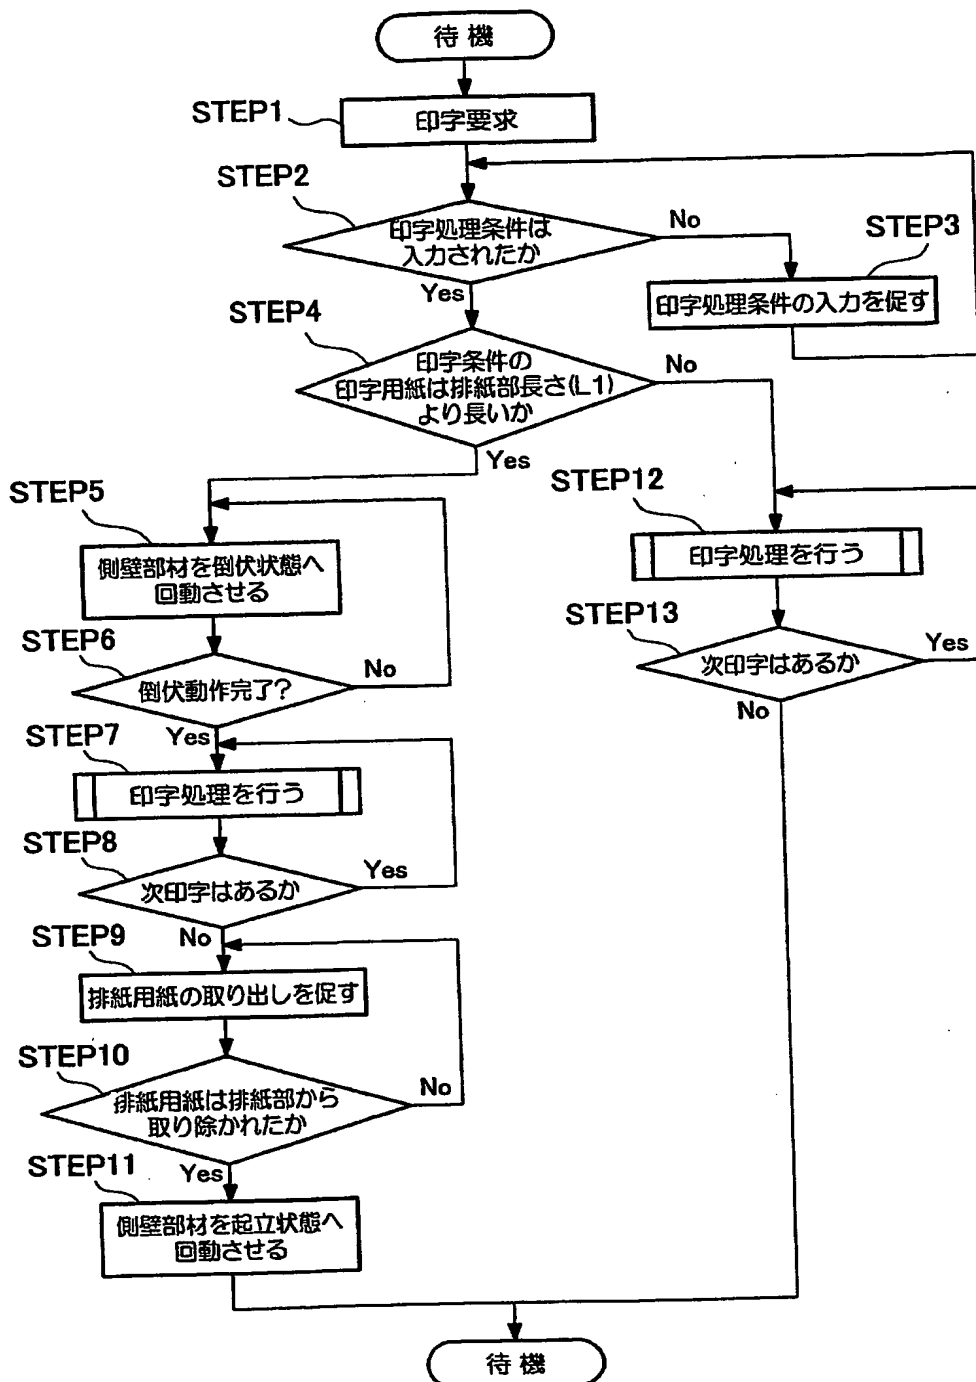 待機
STEP1
印字要求
STEP2
印字処理条件は
入力されたか
No
Yes
STEP3
印字処理条件の入力を促す
STEP4
印字条件の
印字用紙は排紙部長さ(L1)
より長いか
No
Yes
STEP5
側壁部材を倒伏状態へ
回動させる
STEP6
倒伏動作完了?
No
Yes
STEP7
印字処理を行う
STEP8
次印字はあるか
Yes
No
STEP9
排紙用紙の取り出しを促す
STEP10
排紙用紙は排紙部から
取り除かれたか
No
Yes
STEP11
側壁部材を起立状態へ
回動させる
STEP12
印字処理を行う
STEP13
次印字はあるか
Yes
No
待機